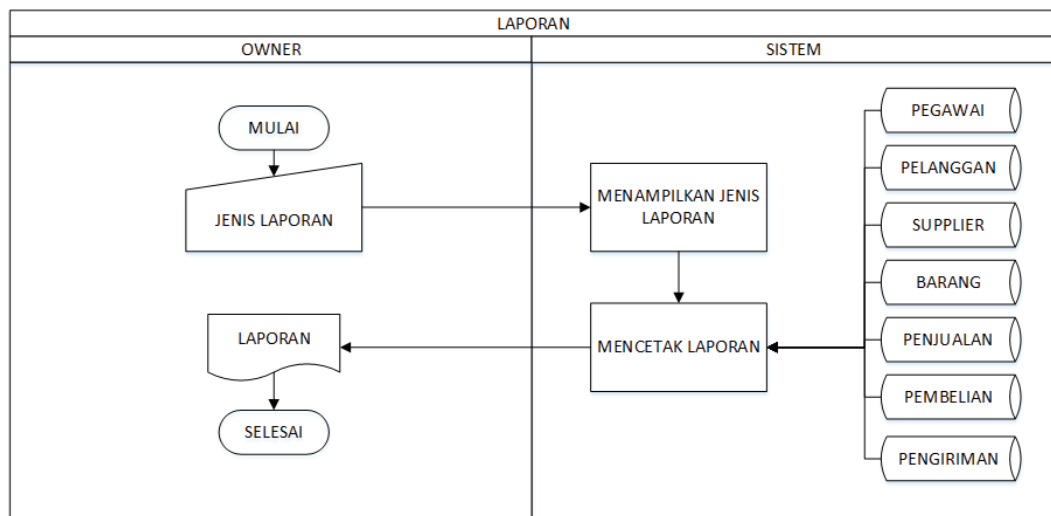 LAPORAN
OWNER
SISTEM
MULAI
JENIS LAPORAN
MENAMPILKAN JENIS
LAPORAN
MENCETAK LAPORAN
LAPORAN
SELESAI
PEGAWAI
PELANGGAN
SUPPLIER
BARANG
PENJUALAN
PEMBELIAN
PENGIRIMAN